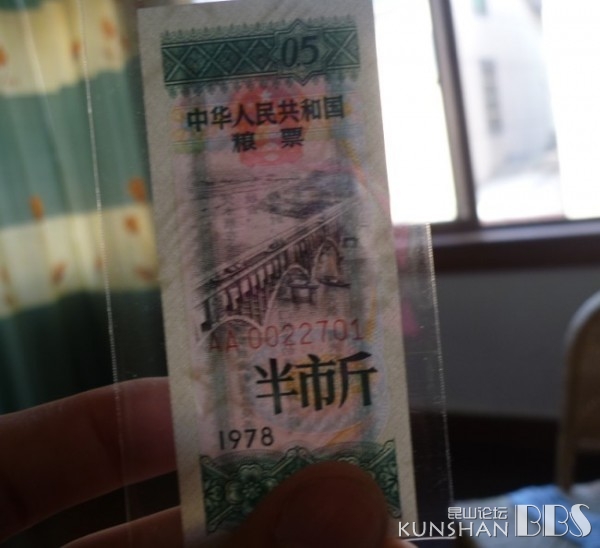 05
中华人民共和国
粮票
AA 0022701
半市斤
1978
昆山论坛
KUNSHAN BBS